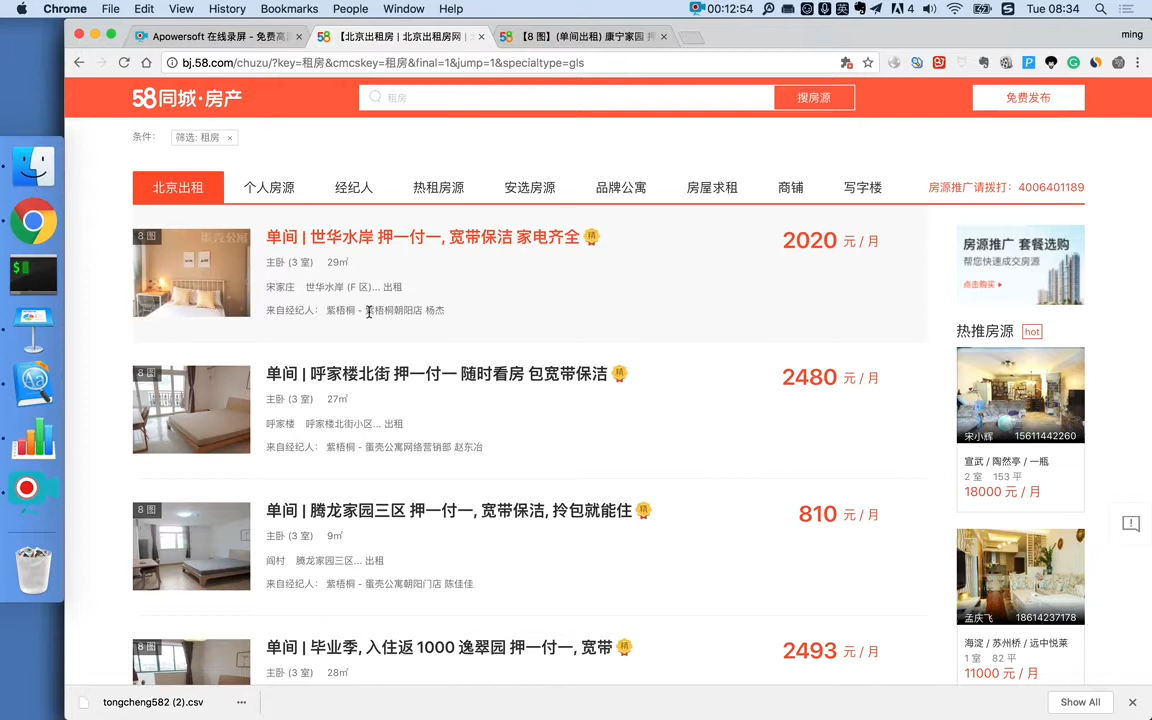 Chrome File Edit View History Bookmarks People Window Help 00:12:54 4 Tue 08:34
Apowersoft 在线录屏 - 免费高
【北京出租房 | 北京出租房网 |
【8 图】(单间出租) 康宁家园 押
ming
bj.58.com/chuzu/?key=租房&cmcskey=租房&final=1&jump=1&specialtype=gls
58同城·房产
租房
搜房源
免费发布
条件:
筛选: 租房 ×
北京出租 个人房源 经纪人 热租房源 安选房源 品牌公寓 房屋求租 商铺 写字楼
房源推广请拨打: 4006401189
8 图
单间 | 世华水岸 押一付一, 宽带保洁 家电齐全 精
2020 元 / 月
主卧 (3 室) 29㎡
宋家庄 世华水岸 (F 区)... 出租
来自经纪人: 紫梧桐 - 紫梧桐朝阳店 杨杰
8 图
单间 | 呼家楼北街 押一付一 随时看房 包宽带保洁 精
2480 元 / 月
主卧 (3 室) 27㎡
呼家楼 呼家楼北街小区... 出租
来自经纪人: 紫梧桐 - 蛋壳公寓网络营销部 赵东冶
8 图
单间 | 腾龙家园三区 押一付一, 宽带保洁, 拎包就能住 精
810 元 / 月
主卧 (3 室) 9㎡
阎村 腾龙家园三区... 出租
来自经纪人: 紫梧桐 - 蛋壳公寓朝阳门店 陈佳佳
8 图
单间 | 毕业季, 入住返 1000 逸翠园 押一付一, 宽带 精
2493 元 / 月
主卧 (3 室) 28㎡
房源推广 套餐选购
帮您快速成交房源
点击购买
热推房源 hot
宋小辉 15611442260
宣武 / 陶然亭 / 一瓶
2 室 153 平
18000 元 / 月
孟庆飞 18614237178
海淀 / 苏州桥 / 远中悦莱
1 室 82 平
11000 元 / 月
tongcheng582 (2).csv
Show All